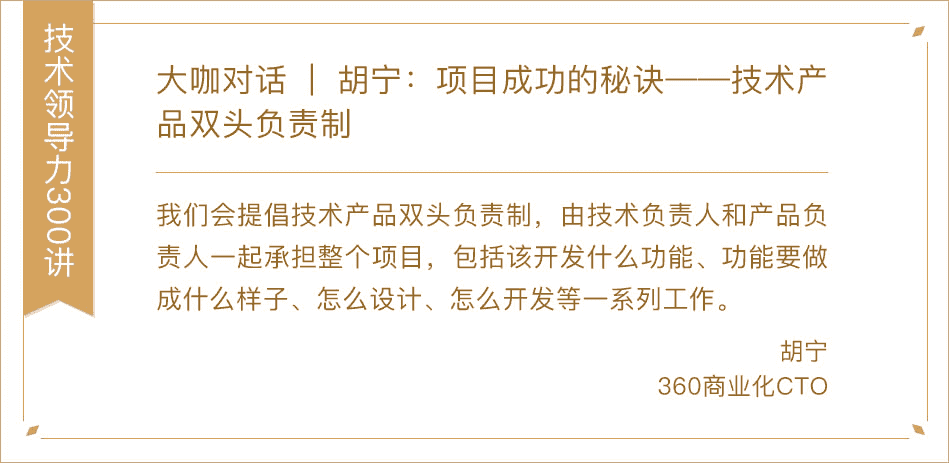 技术领导力300讲
大咖对话 | 胡宁：项目成功的秘诀——技术产
品双头负责制
我们会提倡技术产品双头负责制，由技术负责人和产品负
责人一起承担整个项目，包括该开发什么功能、功能要做
成什么样子、怎么设计、怎么开发等一系列工作。
胡宁
360商业化CTO